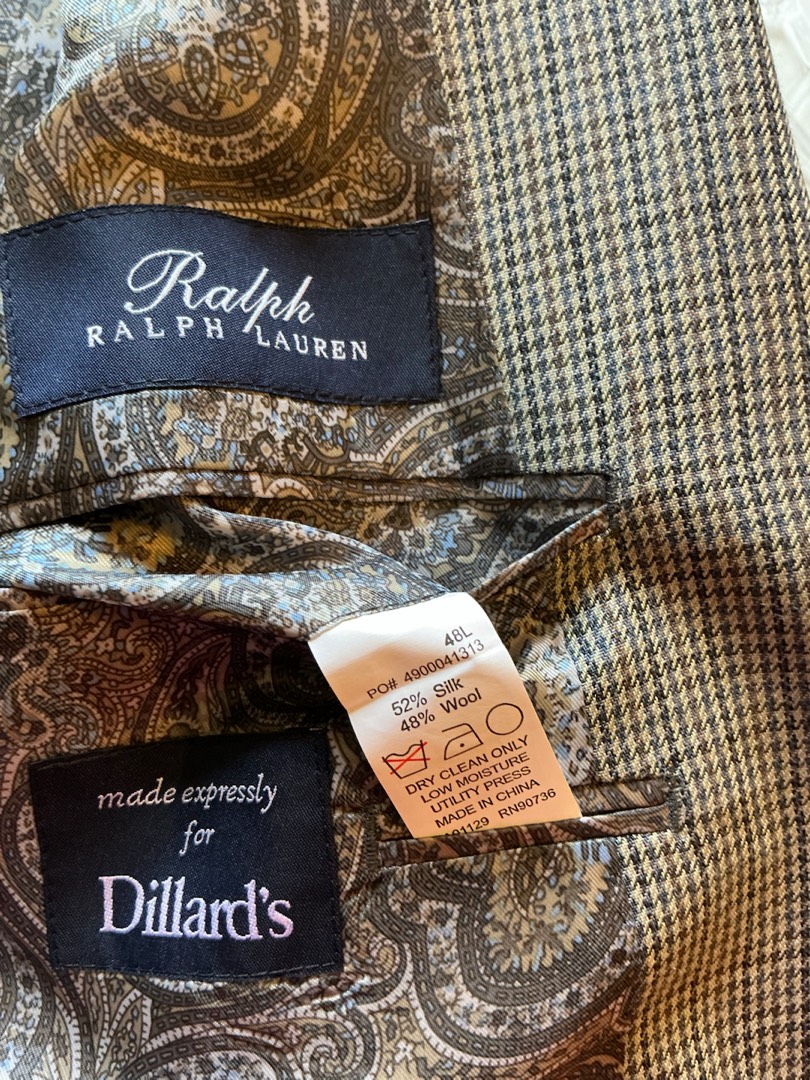 Ralph
RALPH LAUREN
48L
PO# 4900041313
52% Silk
48% Wool
DRY CLEAN ONLY
LOW MOISTURE
UTILITY PRESS
MADE IN CHINA
01129 RN90736
made expressly
for
Dillard's